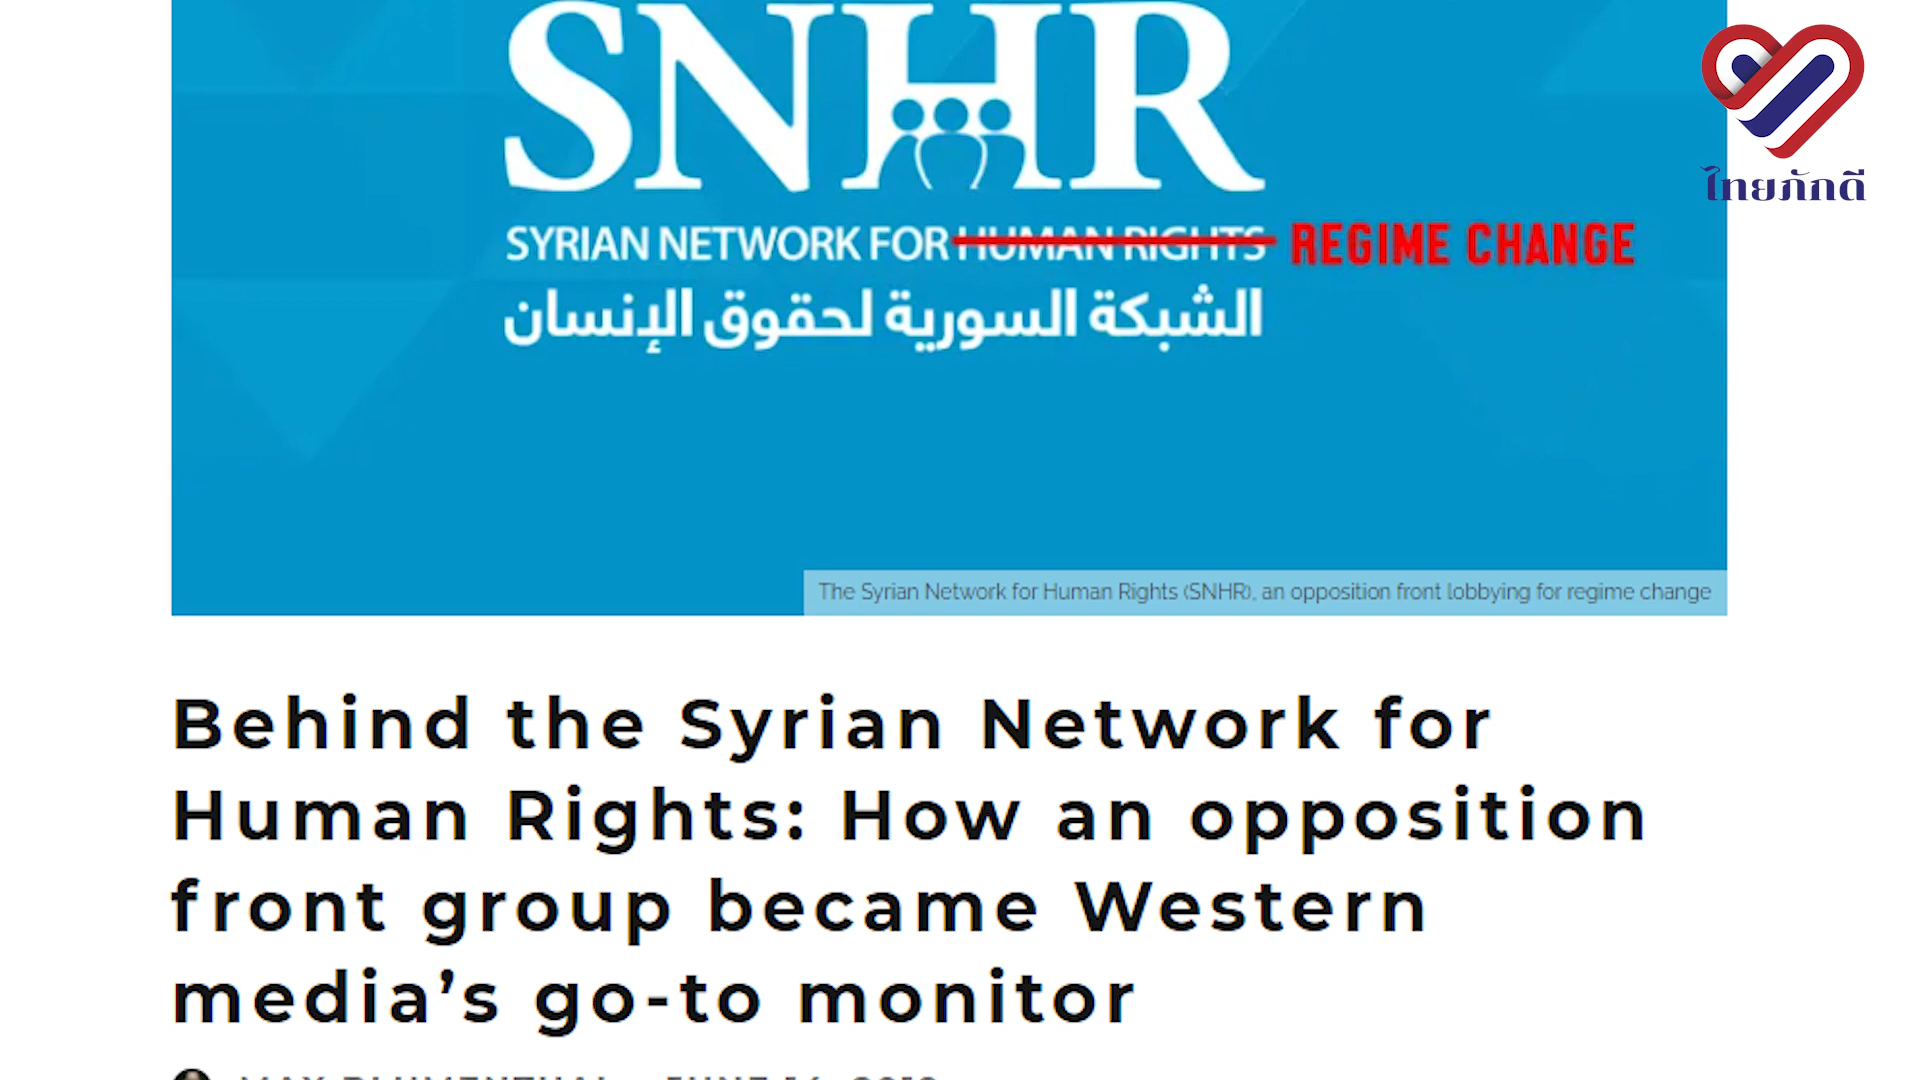 SNHR
ไทยภักดี
SYRIAN NETWORK FOR HUMAN RIGHTS REGIME CHANGE
الشبكة السورية لحقوق الإنسان
The Syrian Network for Human Rights (SNHR), an opposition front lobbying for regime change
Behind the Syrian Network for
Human Rights: How an opposition
front group became Western
media’s go-to monitor